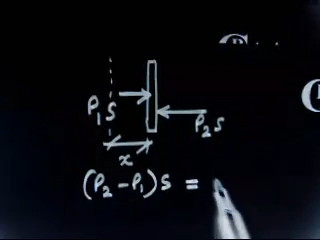 P₁S
P₂S
x
(P₂ - P₁)S =